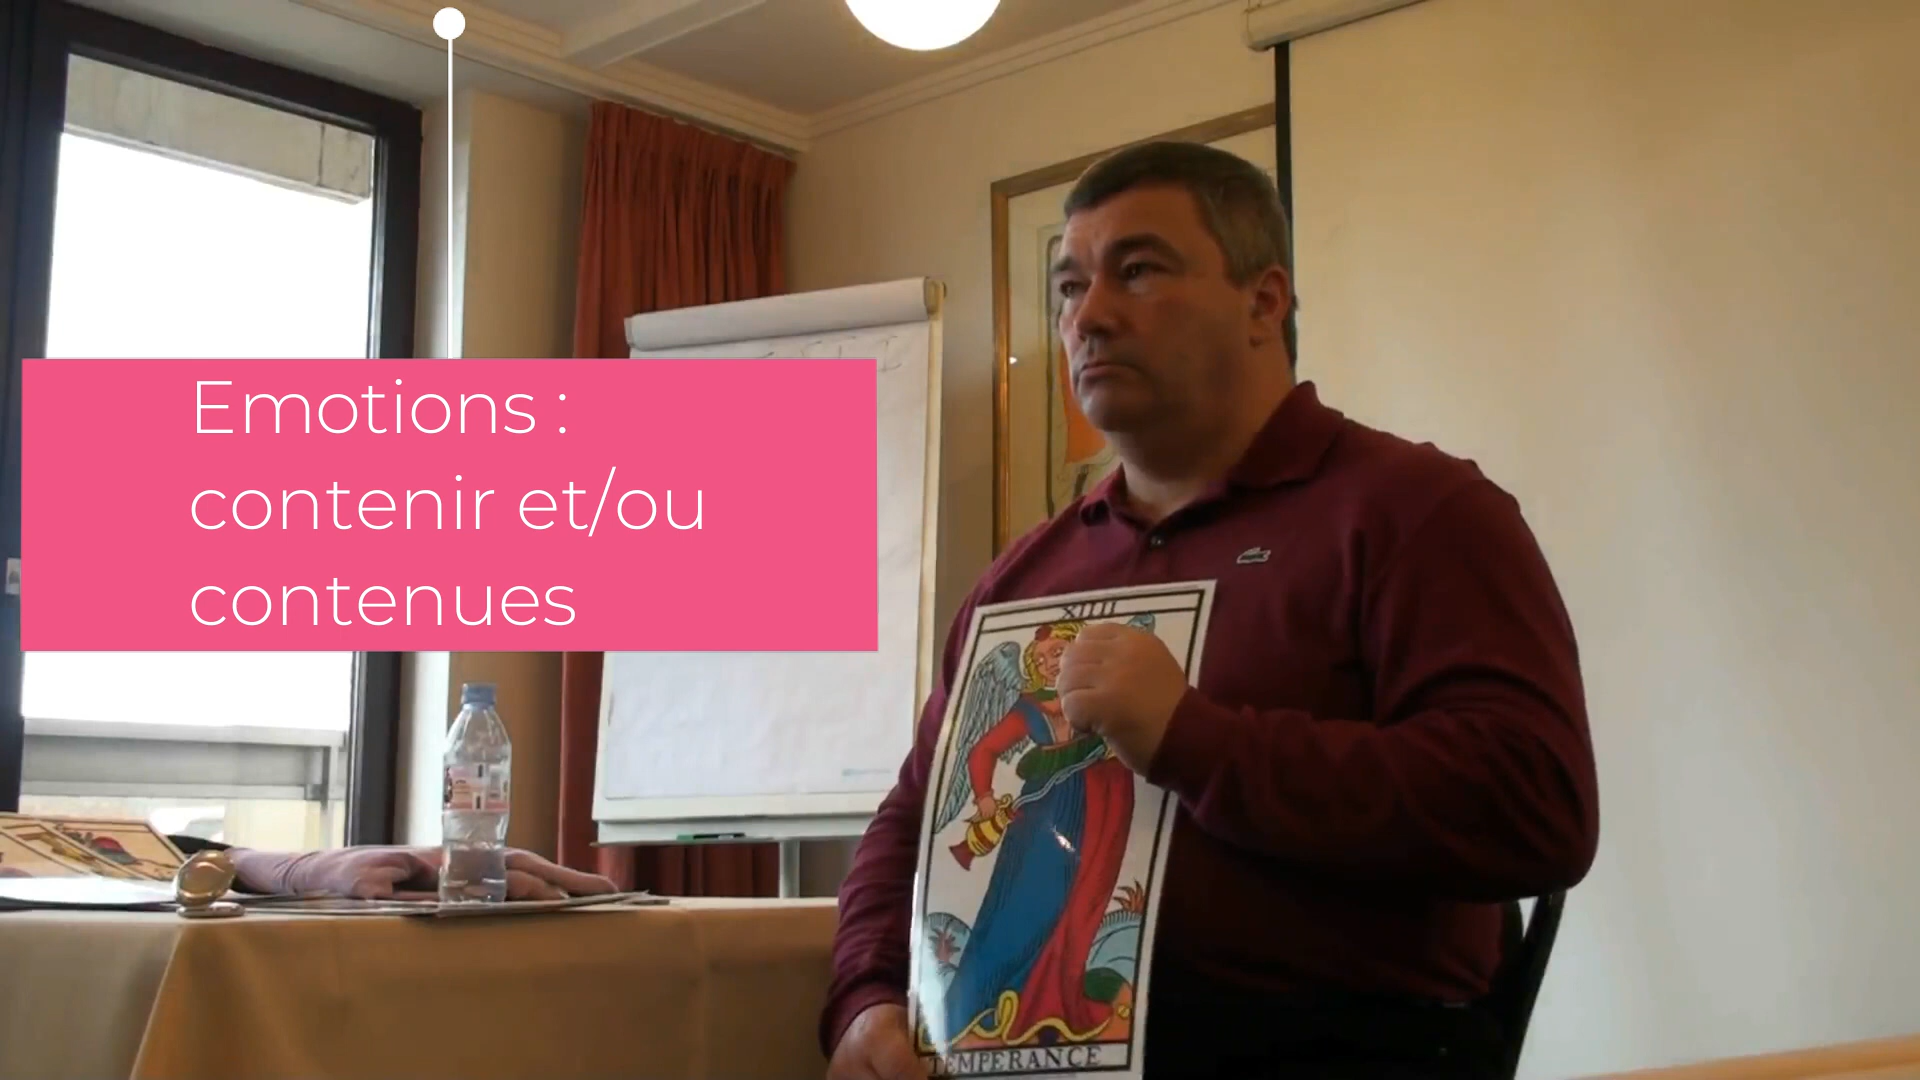 Emotions :
contenir et/ou
contenues
XIIII
TEMPERANCE